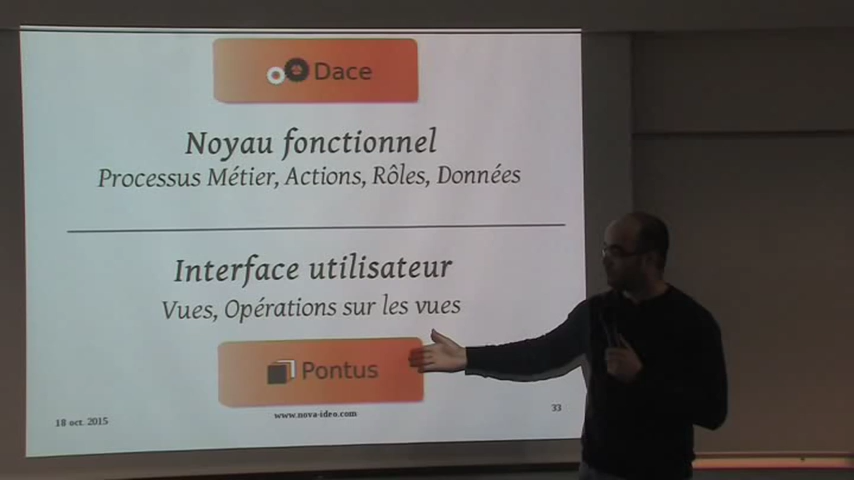 Dace
Noyau fonctionnel
Processus Métier, Actions, Rôles, Données
Interface utilisateur
Vues, Opérations sur les vues
Pontus
18 oct. 2015
www.nova-ideo.com
33